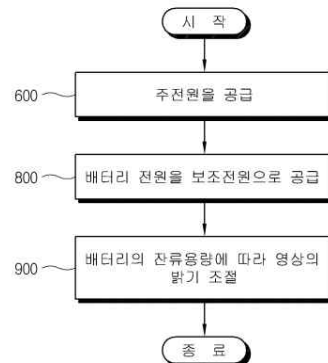 시 작
600
주전원을 공급
800
배터리 전원을 보조전원으로 공급
900
배터리의 잔류용량에 따라 영상의
밝기 조절
종 료